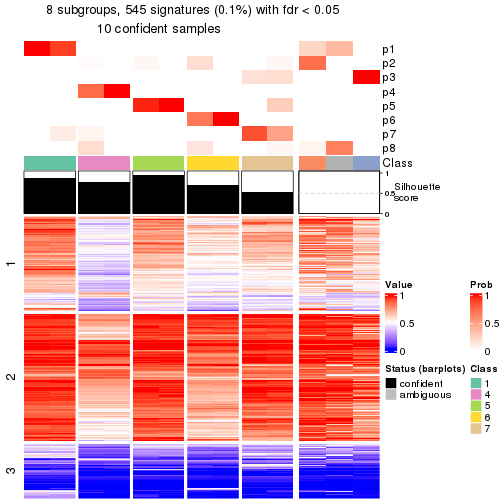 8 subgroups, 545 signatures (0.1%) with fdr < 0.05
10 confident samples
p1
p2
p3
p4
p5
p6
p7
p8
Class
1
0.5
0
Silhouette
score
1
2
3
Value
1
0.5
0
Prob
1
0.5
0
Status (barplots)
confident
ambiguous
Class
1
4
5
6
7